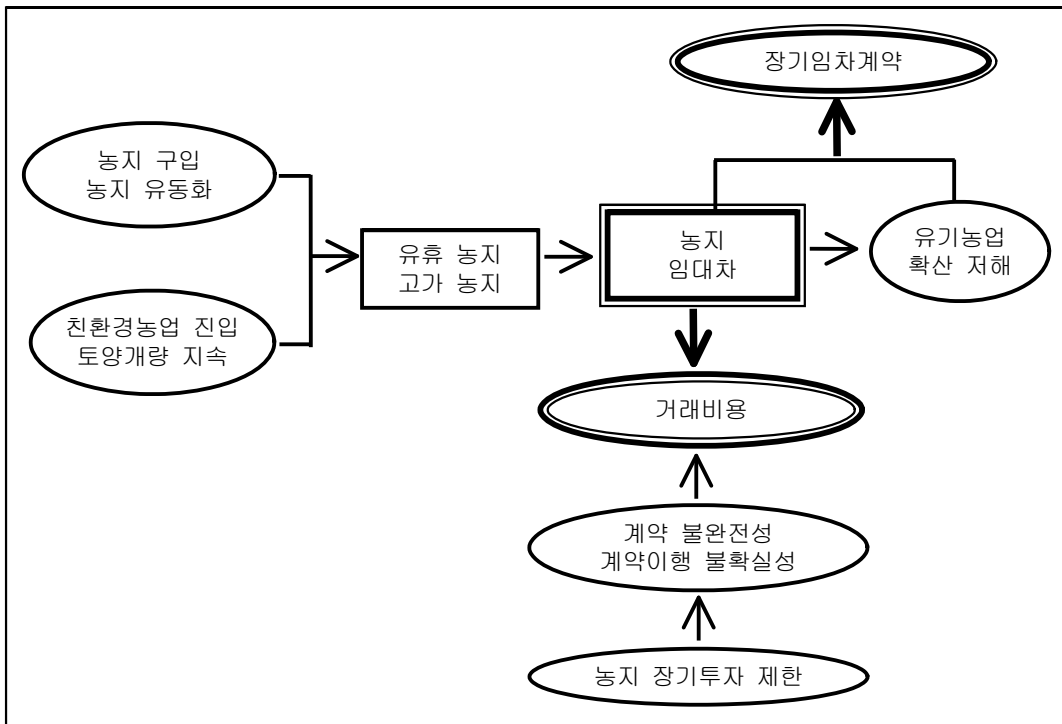 장기임차계약
농지 구입
농지 유동화
유휴 농지
고가 농지
농지
임대차
유기농업
확산 저해
친환경농업 진입
토양개량 지속
거래비용
계약 불완전성
계약이행 불확실성
농지 장기투자 제한